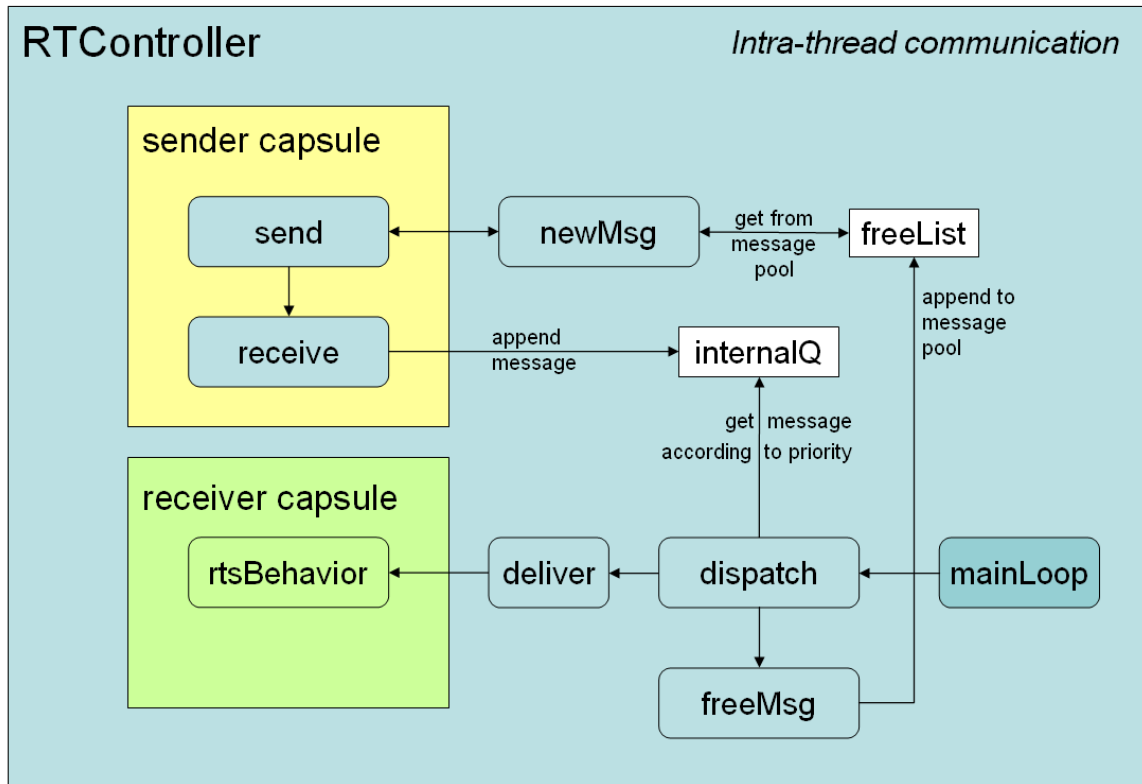 RTController
Intra-thread communication
sender capsule
send
newMsg
get from
message
pool
freeList
append to
message
pool
receive
append
message
internalQ
get message
according to priority
receiver capsule
rtsBehavior
deliver
dispatch
mainLoop
freeMsg